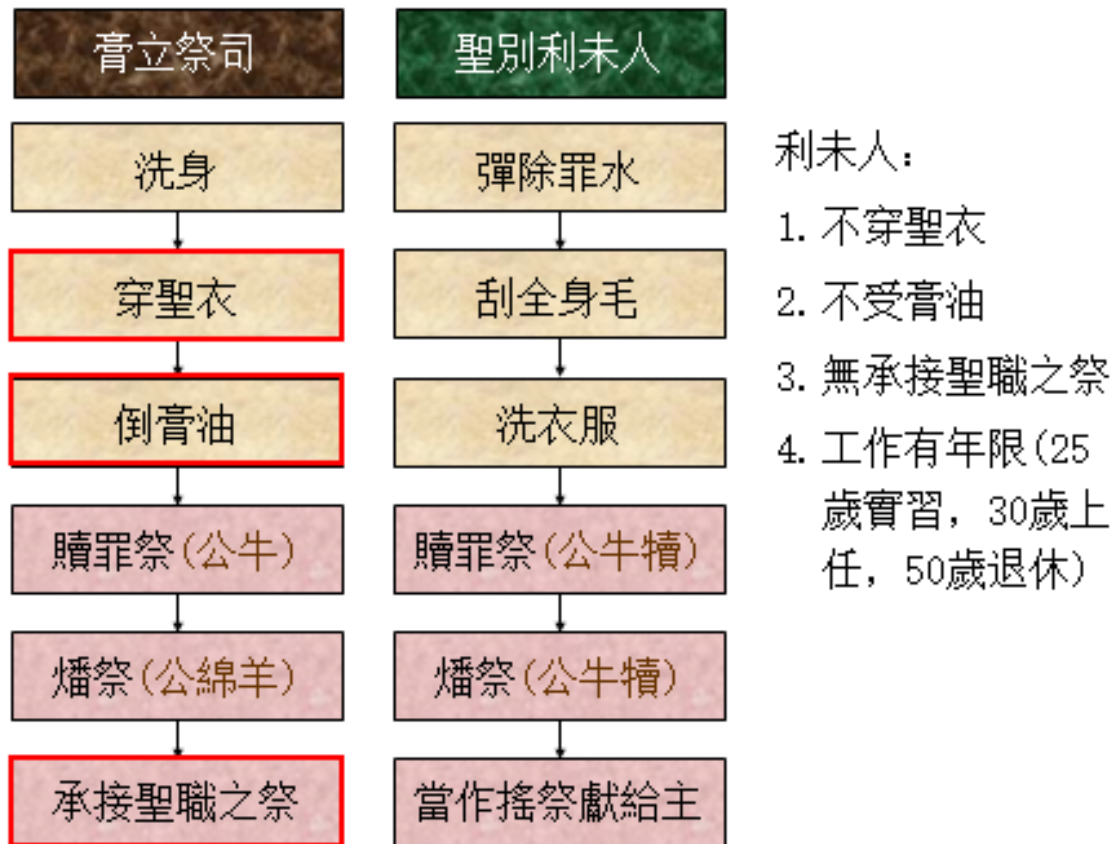 膏立祭司
洗身
穿聖衣
倒膏油
贖罪祭(公牛)
燔祭(公綿羊)
承接聖職之祭
聖別利未人
彈除罪水
刮全身毛
洗衣服
贖罪祭(公牛犢)
燔祭(公牛犢)
當作搖祭獻給主
利未人：
1. 不穿聖衣
2. 不受膏油
3. 無承接聖職之祭
4. 工作有年限(25
歲實習，30歲上
任，50歲退休)